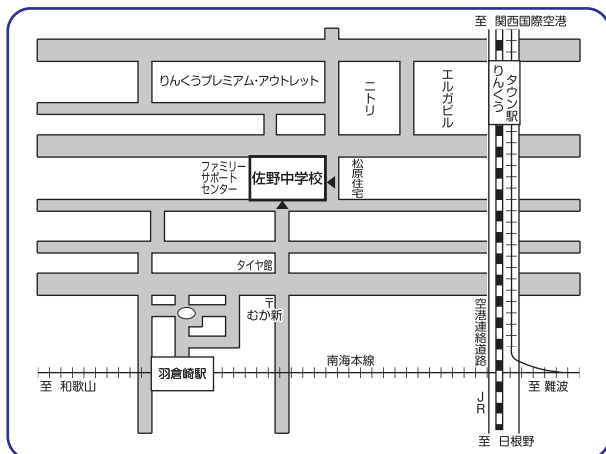 至 関西国際空港
りんくうプレミアム・アウトレット
ニトリ
エルガビル
りんくう
タウン駅
ファミリー
サポート
センター
佐野中学校
松原住宅
タイヤ館
〒
むか新
空港連絡道路
南海本線
羽倉崎駅
至 和歌山
至 難波
JR
至 日根野